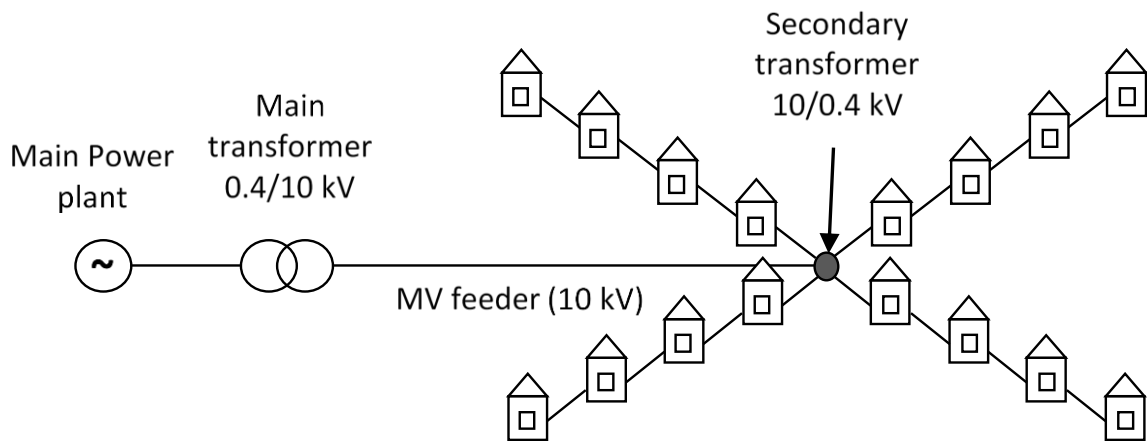 Secondary
transformer
10/0.4 kV
Main
transformer
0.4/10 kV
Main Power
plant
~
MV feeder (10 kV)